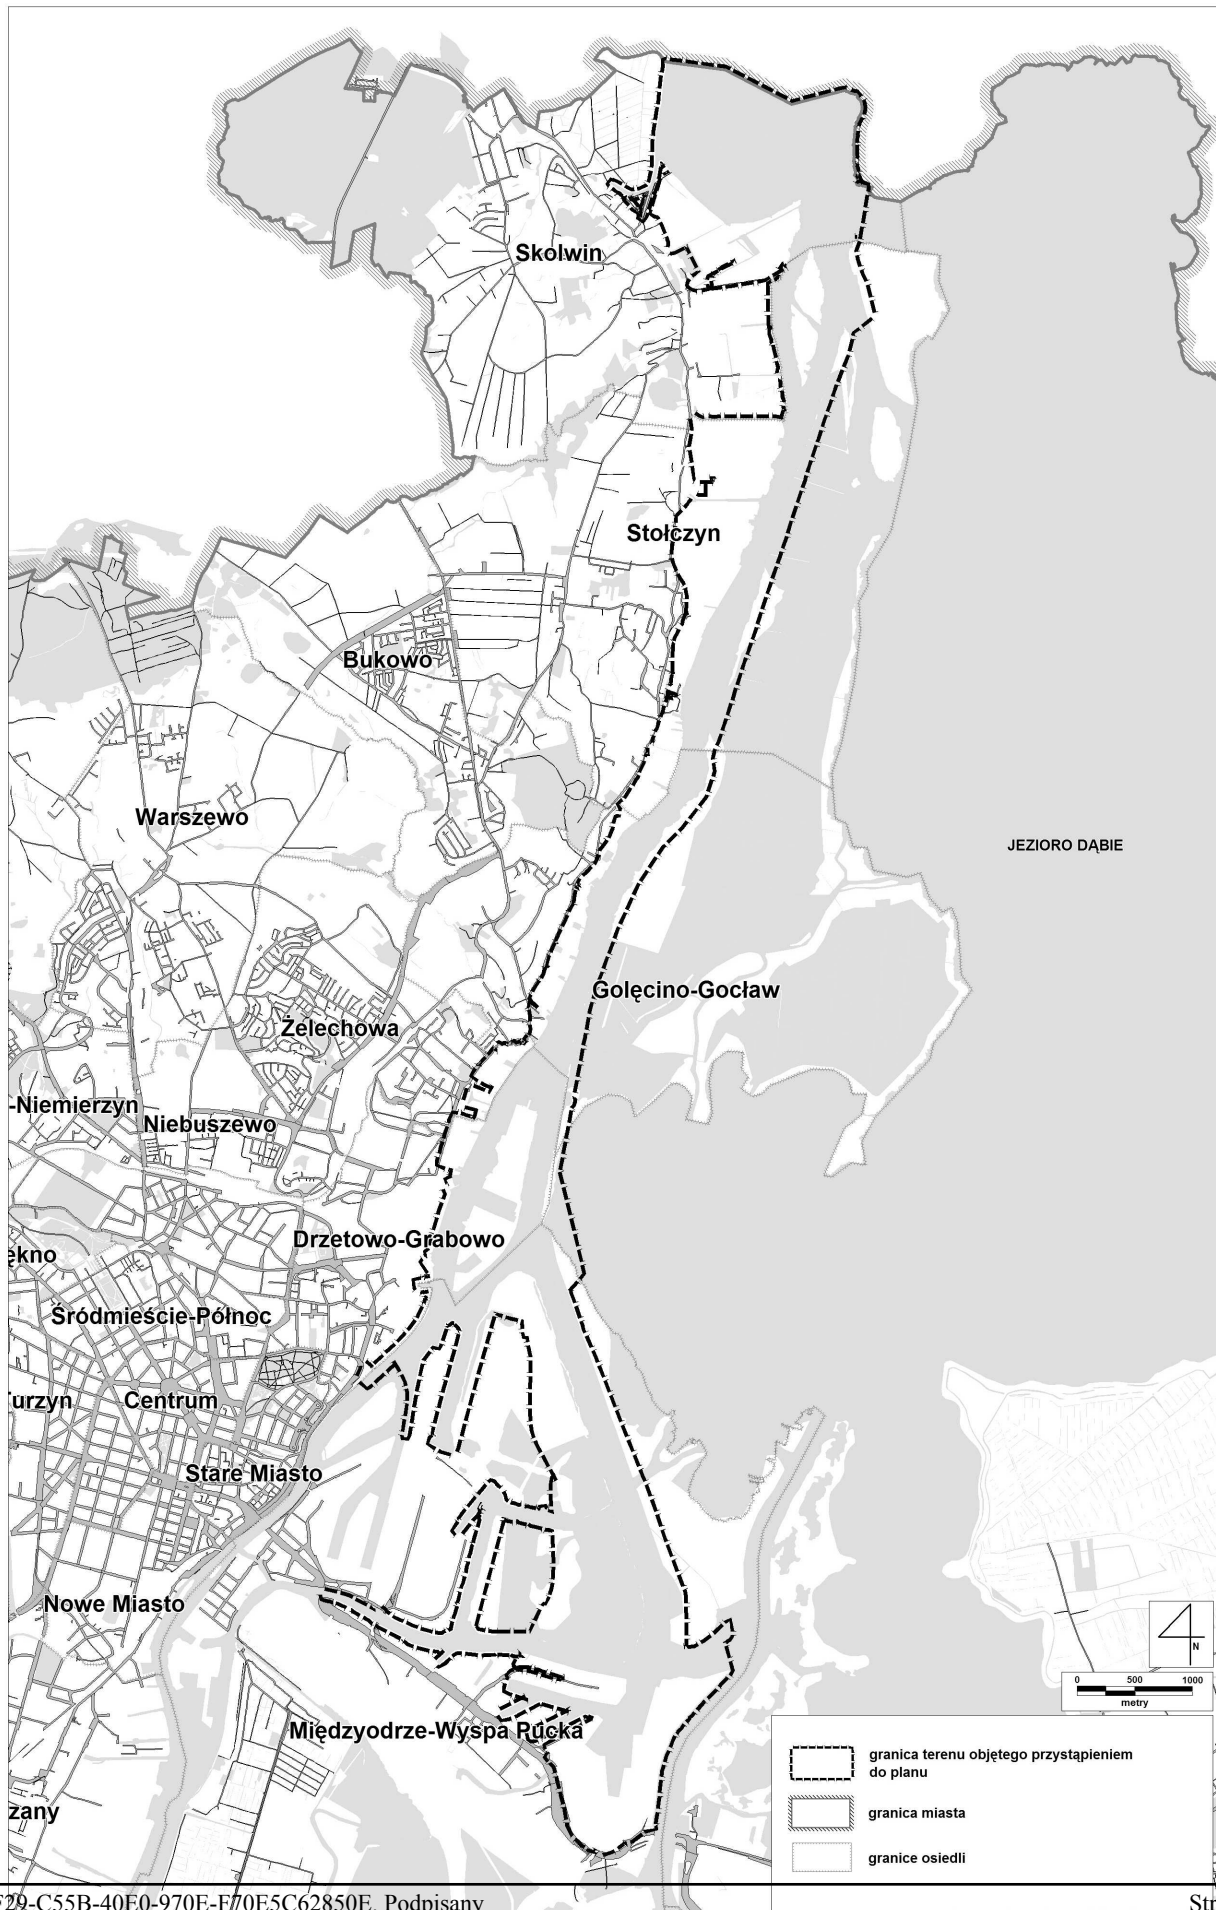 Skolwin
Stołczyn
Bukowo
Warszewo
JEZIORO DĄBIE
Golęcino-Gocław
Żelechowa
-Niemierzyn
Niebuszewo
Drzetowo-Grabowo
ękno
Śródmieście-Północ
Centrum
Stare Miasto
Nowe Miasto
N
0 500 1000
metry
Międzyodrze-Wyspa Pucka
granica terenu objętego przystąpieniem
do planu
granica miasta
zany
granice osiedli
F29-C55B-40E0-970E-F70E5C62850E. Podpisany
Str